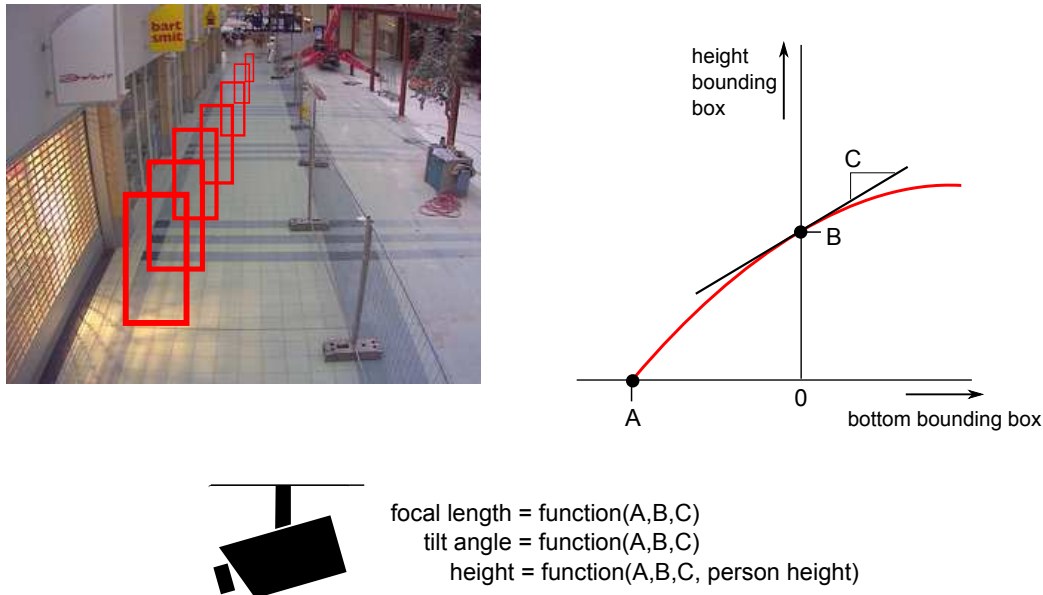 bart
smit
height
bounding
box
C
B
A
0
bottom bounding box
focal length = function(A,B,C)
tilt angle = function(A,B,C)
height = function(A,B,C, person height)